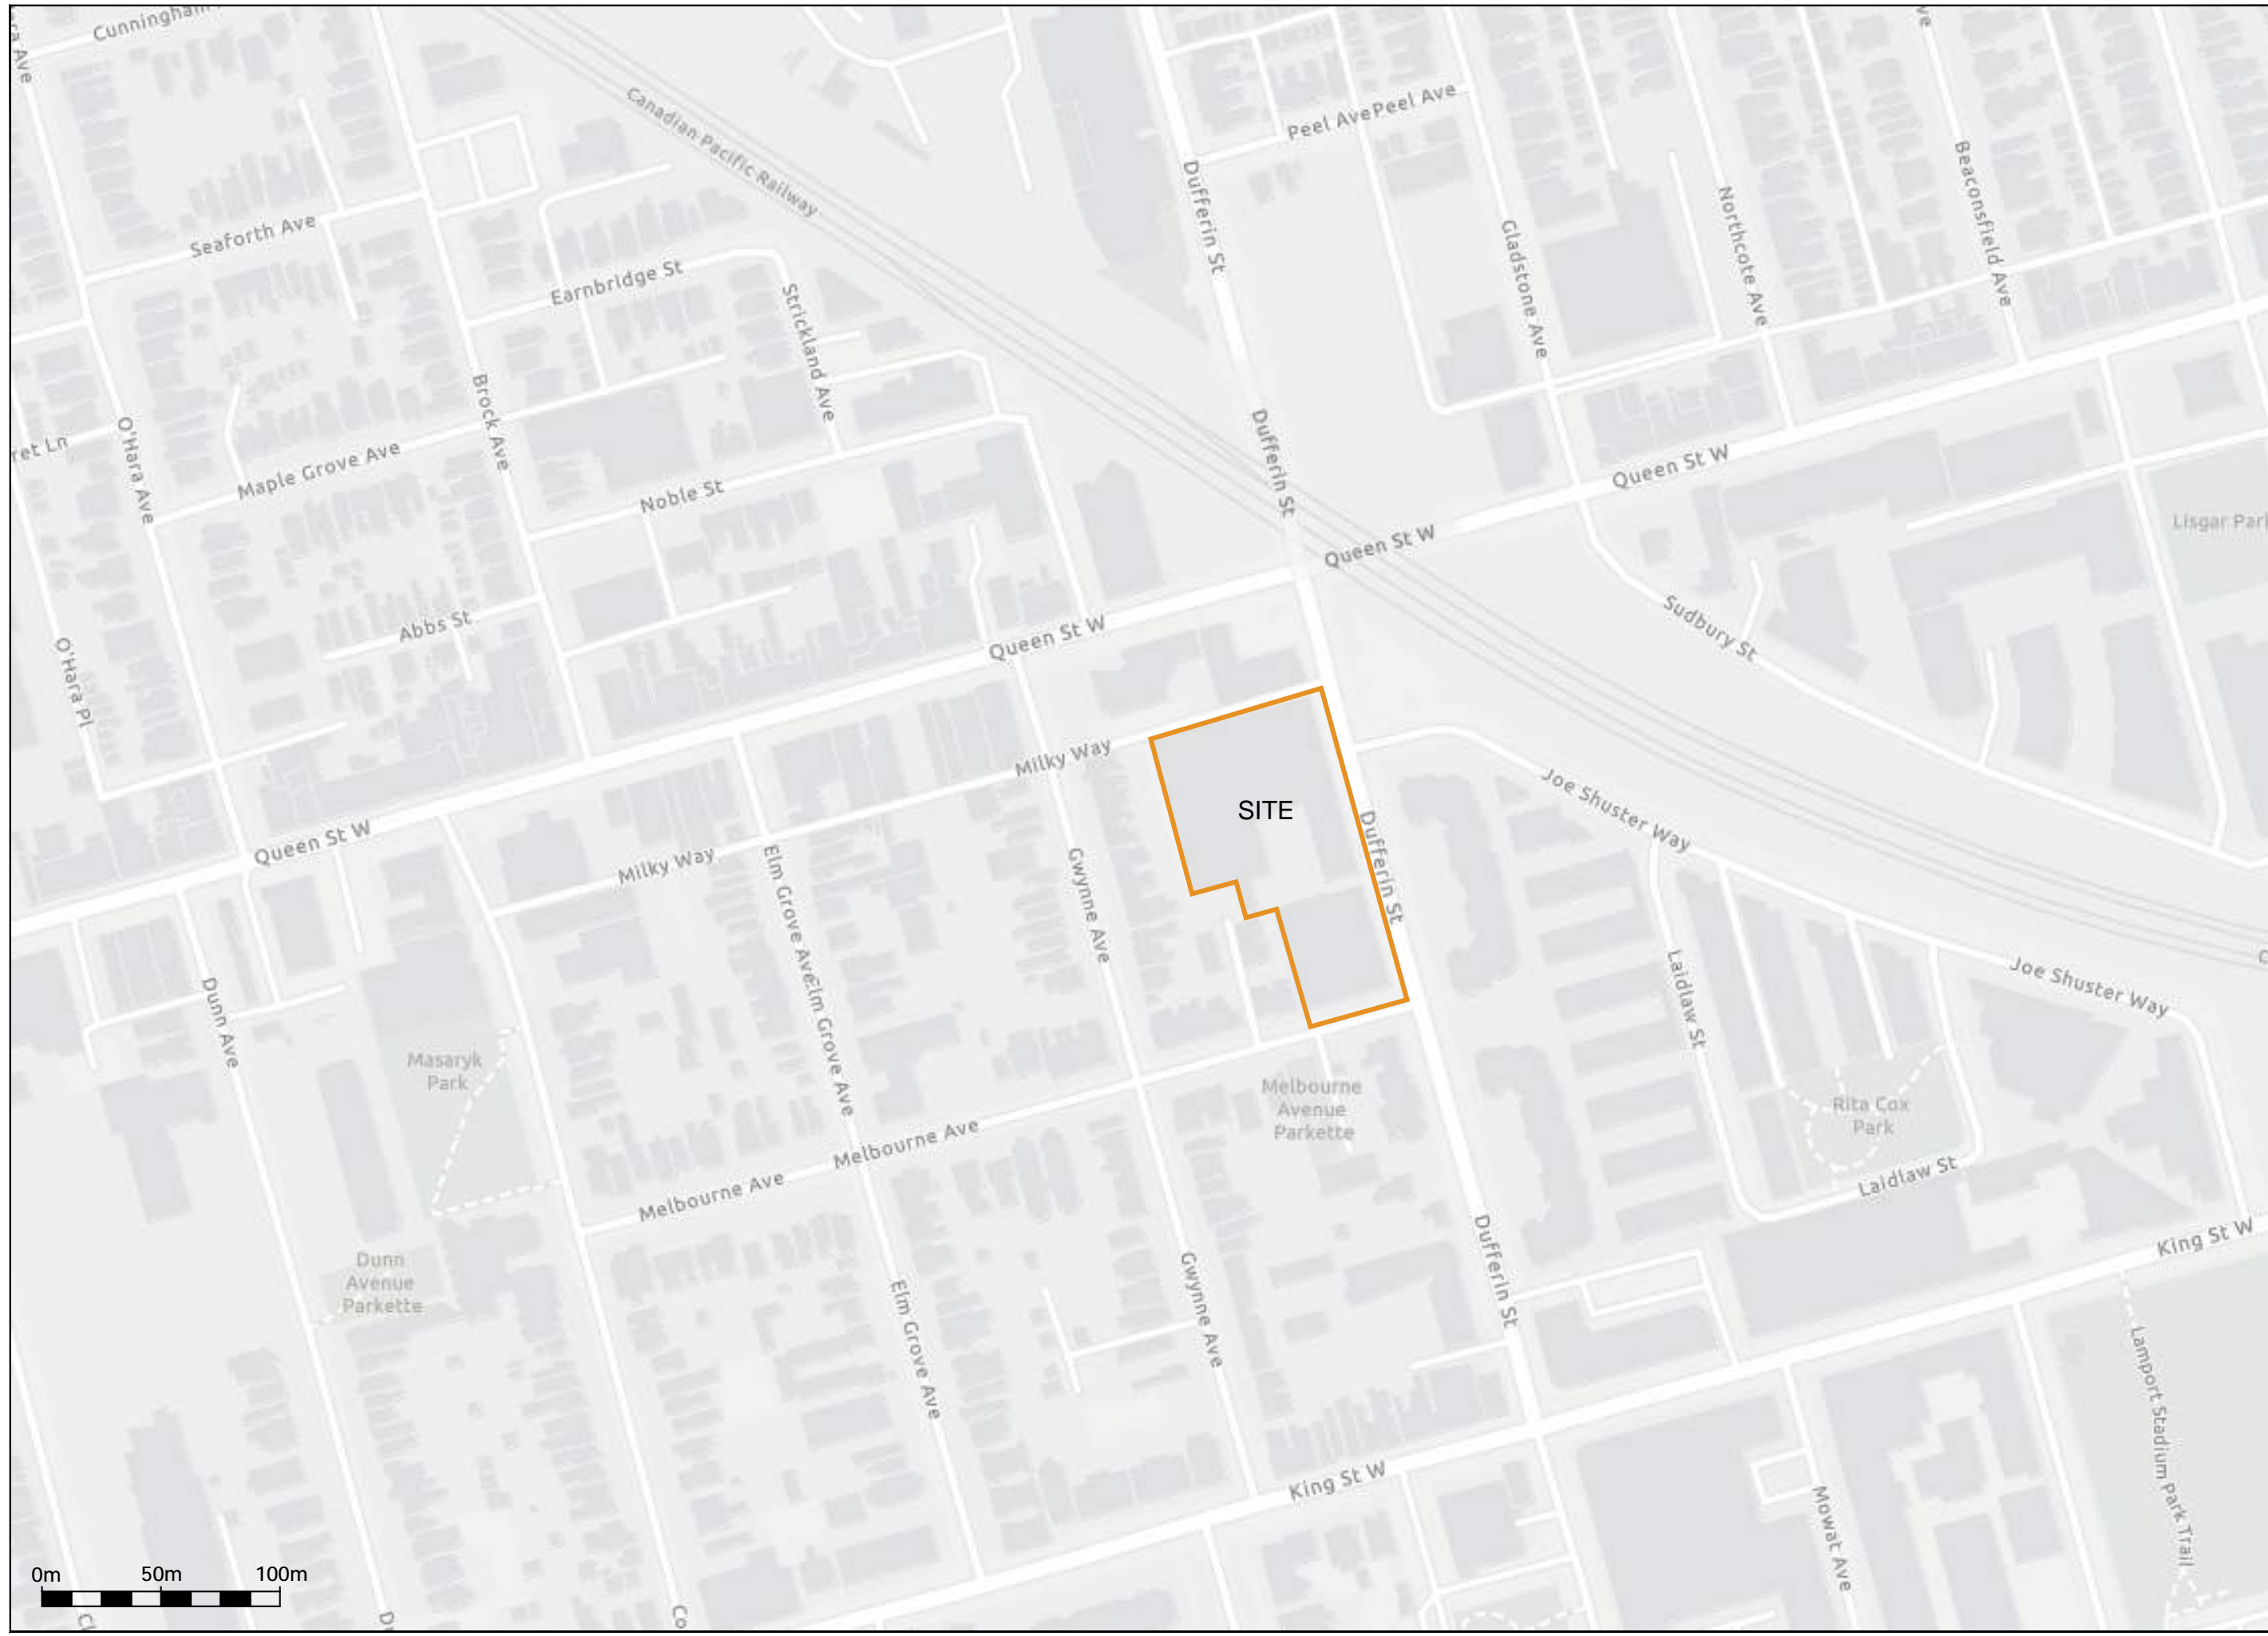 Cunningham
Canadian Pacific Railway
Peel Ave
Peel Ave
Dufferin St
Seaforth Ave
Earnbridge St
Strickland Ave
Gladstone Ave
Northcote Ave
Beaconsfield Ave
O'Hara Ave
Brock Ave
Maple Grove Ave
Noble St
Dufferin St
Queen St W
Queen St W
Lisgar Park
Abbs St
O'Hara Pl
Queen St W
Sudbury St
Milky Way
SITE
Joe Shuster Way
Queen St W
Milky Way
Elm Grove Ave
Gwynne Ave
Dufferin St
Laidlaw St
Joe Shuster Way
Dunn Ave
Elm Grove Ave
Masaryk
Park
Melbourne
Avenue
Parkette
Rita Cox
Park
Melbourne Ave
Melbourne Ave
Laidlaw St
Dunn
Avenue
Parkette
Dufferin St
King St W
Elm Grove Ave
Gwynne Ave
Lamport Stadium Park Trail
King St W
Mowat Ave
0m 50m 100m